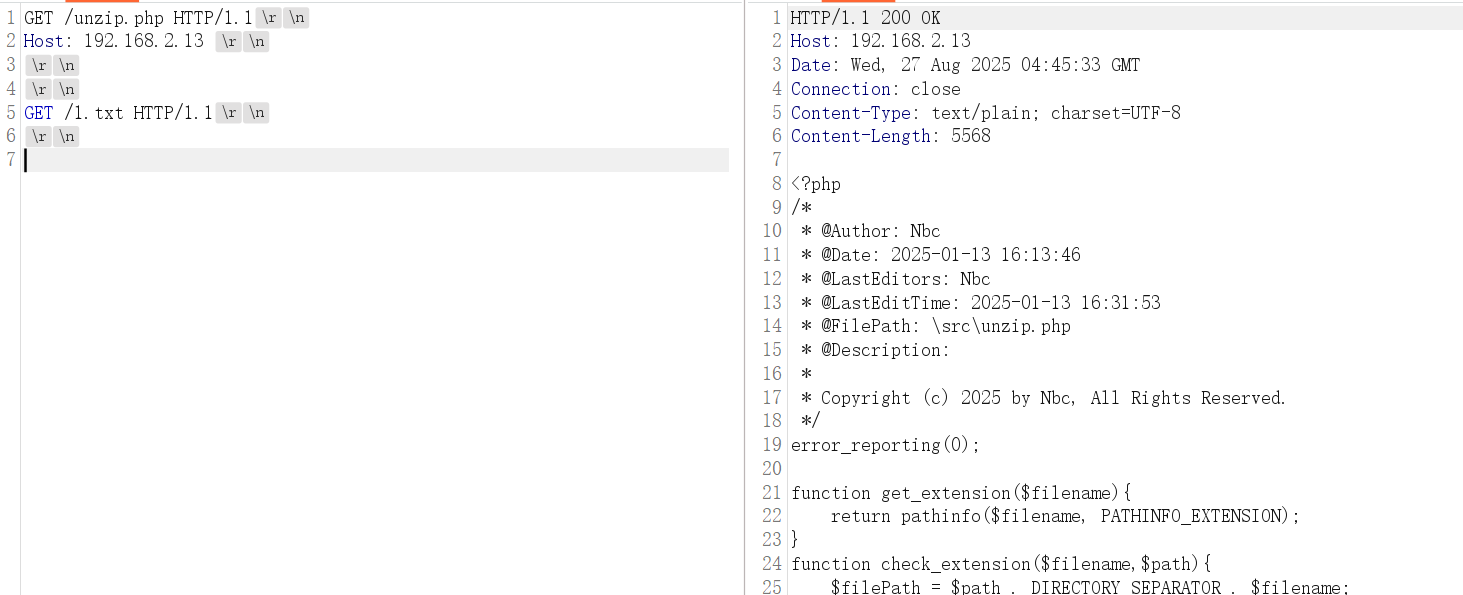 1 GET /unzip.php HTTP/1.1 \r \n
2 Host: 192.168.2.13 \r \n
3 \r \n
4 \r \n
5 GET /1.txt HTTP/1.1 \r \n
6 \r \n
7
1 HTTP/1.1 200 OK
2 Host: 192.168.2.13
3 Date: Wed, 27 Aug 2025 04:45:33 GMT
4 Connection: close
5 Content-Type: text/plain; charset=UTF-8
6 Content-Length: 5568
7
8 <?php
9 /*
10 * @Author: Nbc
11 * @Date: 2025-01-13 16:13:46
12 * @LastEditors: Nbc
13 * @LastEditTime: 2025-01-13 16:31:53
14 * @FilePath: \src\unzip.php
15 * @Description:
16 *
17 * Copyright (c) 2025 by Nbc, All Rights Reserved.
18 */
19 error_reporting(0);
20
21 function get_extension($filename){
22 return pathinfo($filename, PATHINFO_EXTENSION);
23 }
24 function check_extension($filename,$path){
25 $filePath = $path . DIRECTORY_SEPARATOR . $filename;